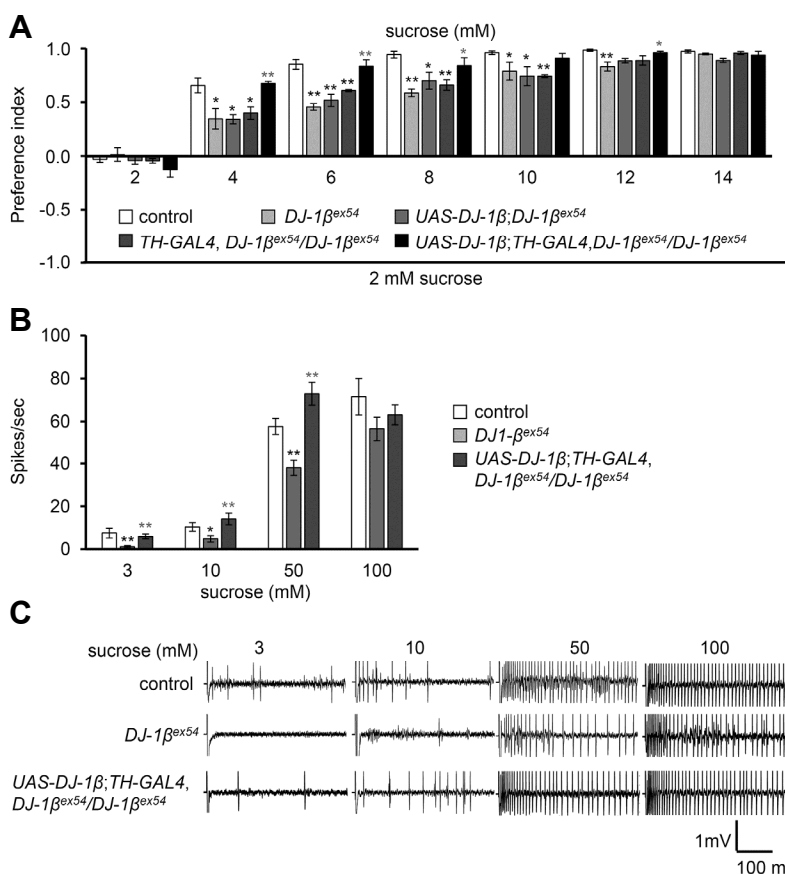 A
sucrose (mM)
Preference index
1.0
0.5
0.0
-0.5
-1.0
2 4 6 8 10 12 14
** ** * *
* * * ** ** ** ** * ** * * ** **
control DJ-1βex54 UAS-DJ-1β;DJ-1βex54
TH-GAL4, DJ-1βex54/DJ-1βex54 UAS-DJ-1β;TH-GAL4,DJ-1βex54/DJ-1βex54
2 mM sucrose
B
Spikes/sec
100
80
60
40
20
0
** ** * ** ** **
3 10 50 100
sucrose (mM)
control
DJ1-βex54
UAS-DJ-1β;TH-GAL4,
DJ-1βex54/DJ-1βex54
C
sucrose (mM) 3 10 50 100
control
DJ-1βex54
UAS-DJ-1β;TH-GAL4,
DJ-1βex54/DJ-1βex54
1mV
100 m